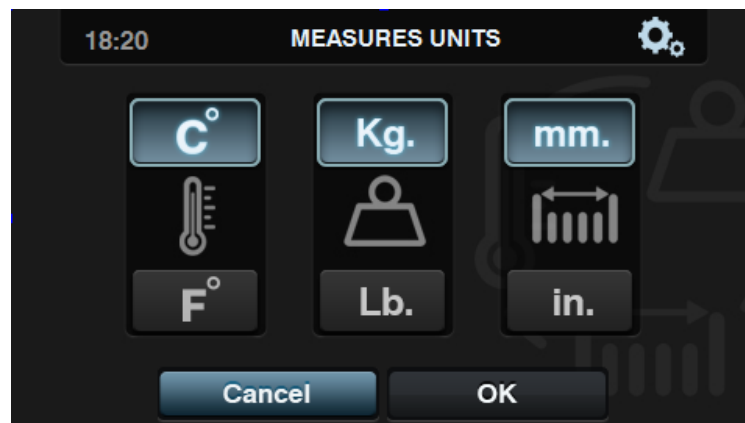 18:20 MEASURES UNITS
C° Kg. mm.
F° Lb. in.
Cancel OK